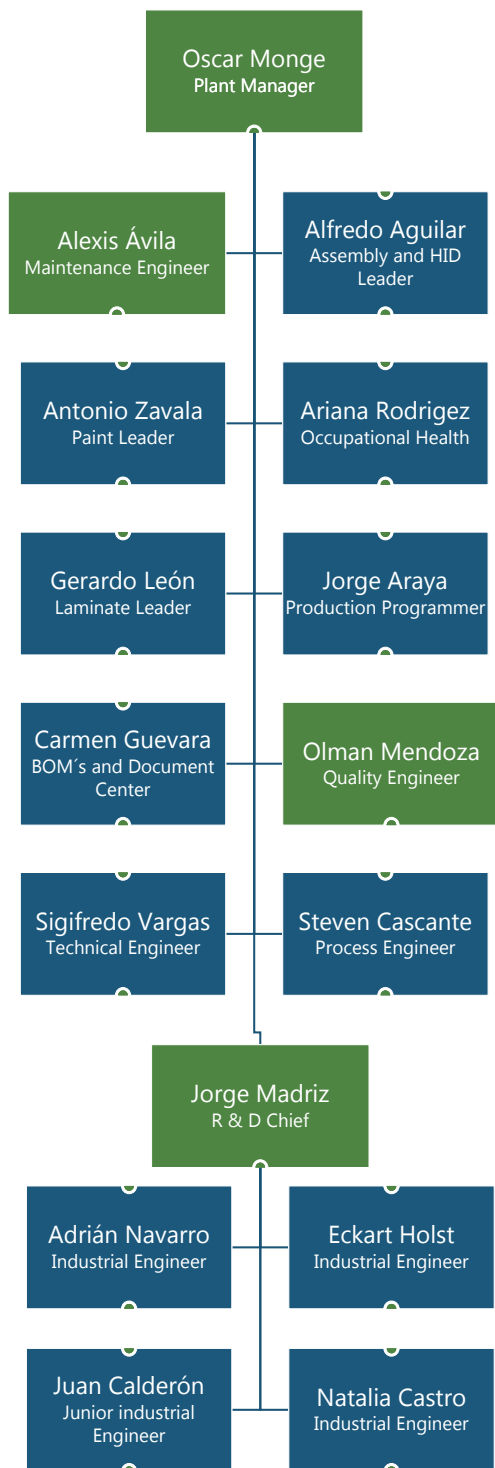 Oscar Monge
Plant Manager
Alexis Ávila
Maintenance Engineer
Alfredo Aguilar
Assembly and HID
Leader
Antonio Zavala
Paint Leader
Ariana Rodrigez
Occupational Health
Gerardo León
Laminate Leader
Jorge Araya
Production Programmer
Carmen Guevara
BOM´s and Document
Center
Olman Mendoza
Quality Engineer
Sigifredo Vargas
Technical Engineer
Steven Cascante
Process Engineer
Jorge Madriz
R & D Chief
Adrián Navarro
Industrial Engineer
Eckart Holst
Industrial Engineer
Juan Calderón
Junior industrial
Engineer
Natalia Castro
Industrial Engineer